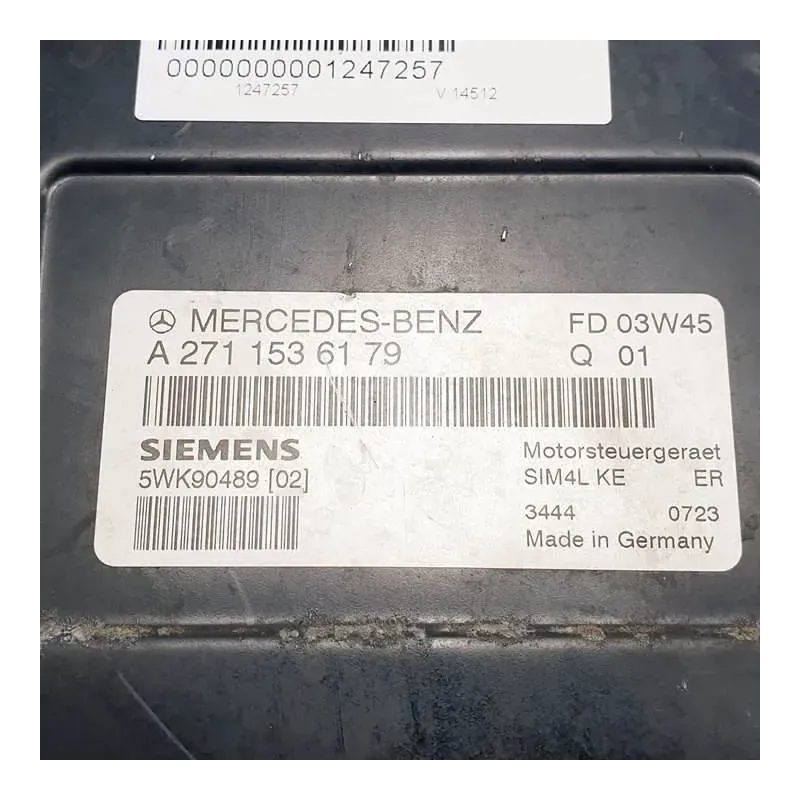 0000000001247257
1247257 V 14512
MERCEDES-BENZ FD 03W45
A 271 153 61 79 Q 01
SIEMENS Motorsteuergeraet
5WK90489 [02] SIM4L KE ER
3444 0723
Made in Germany